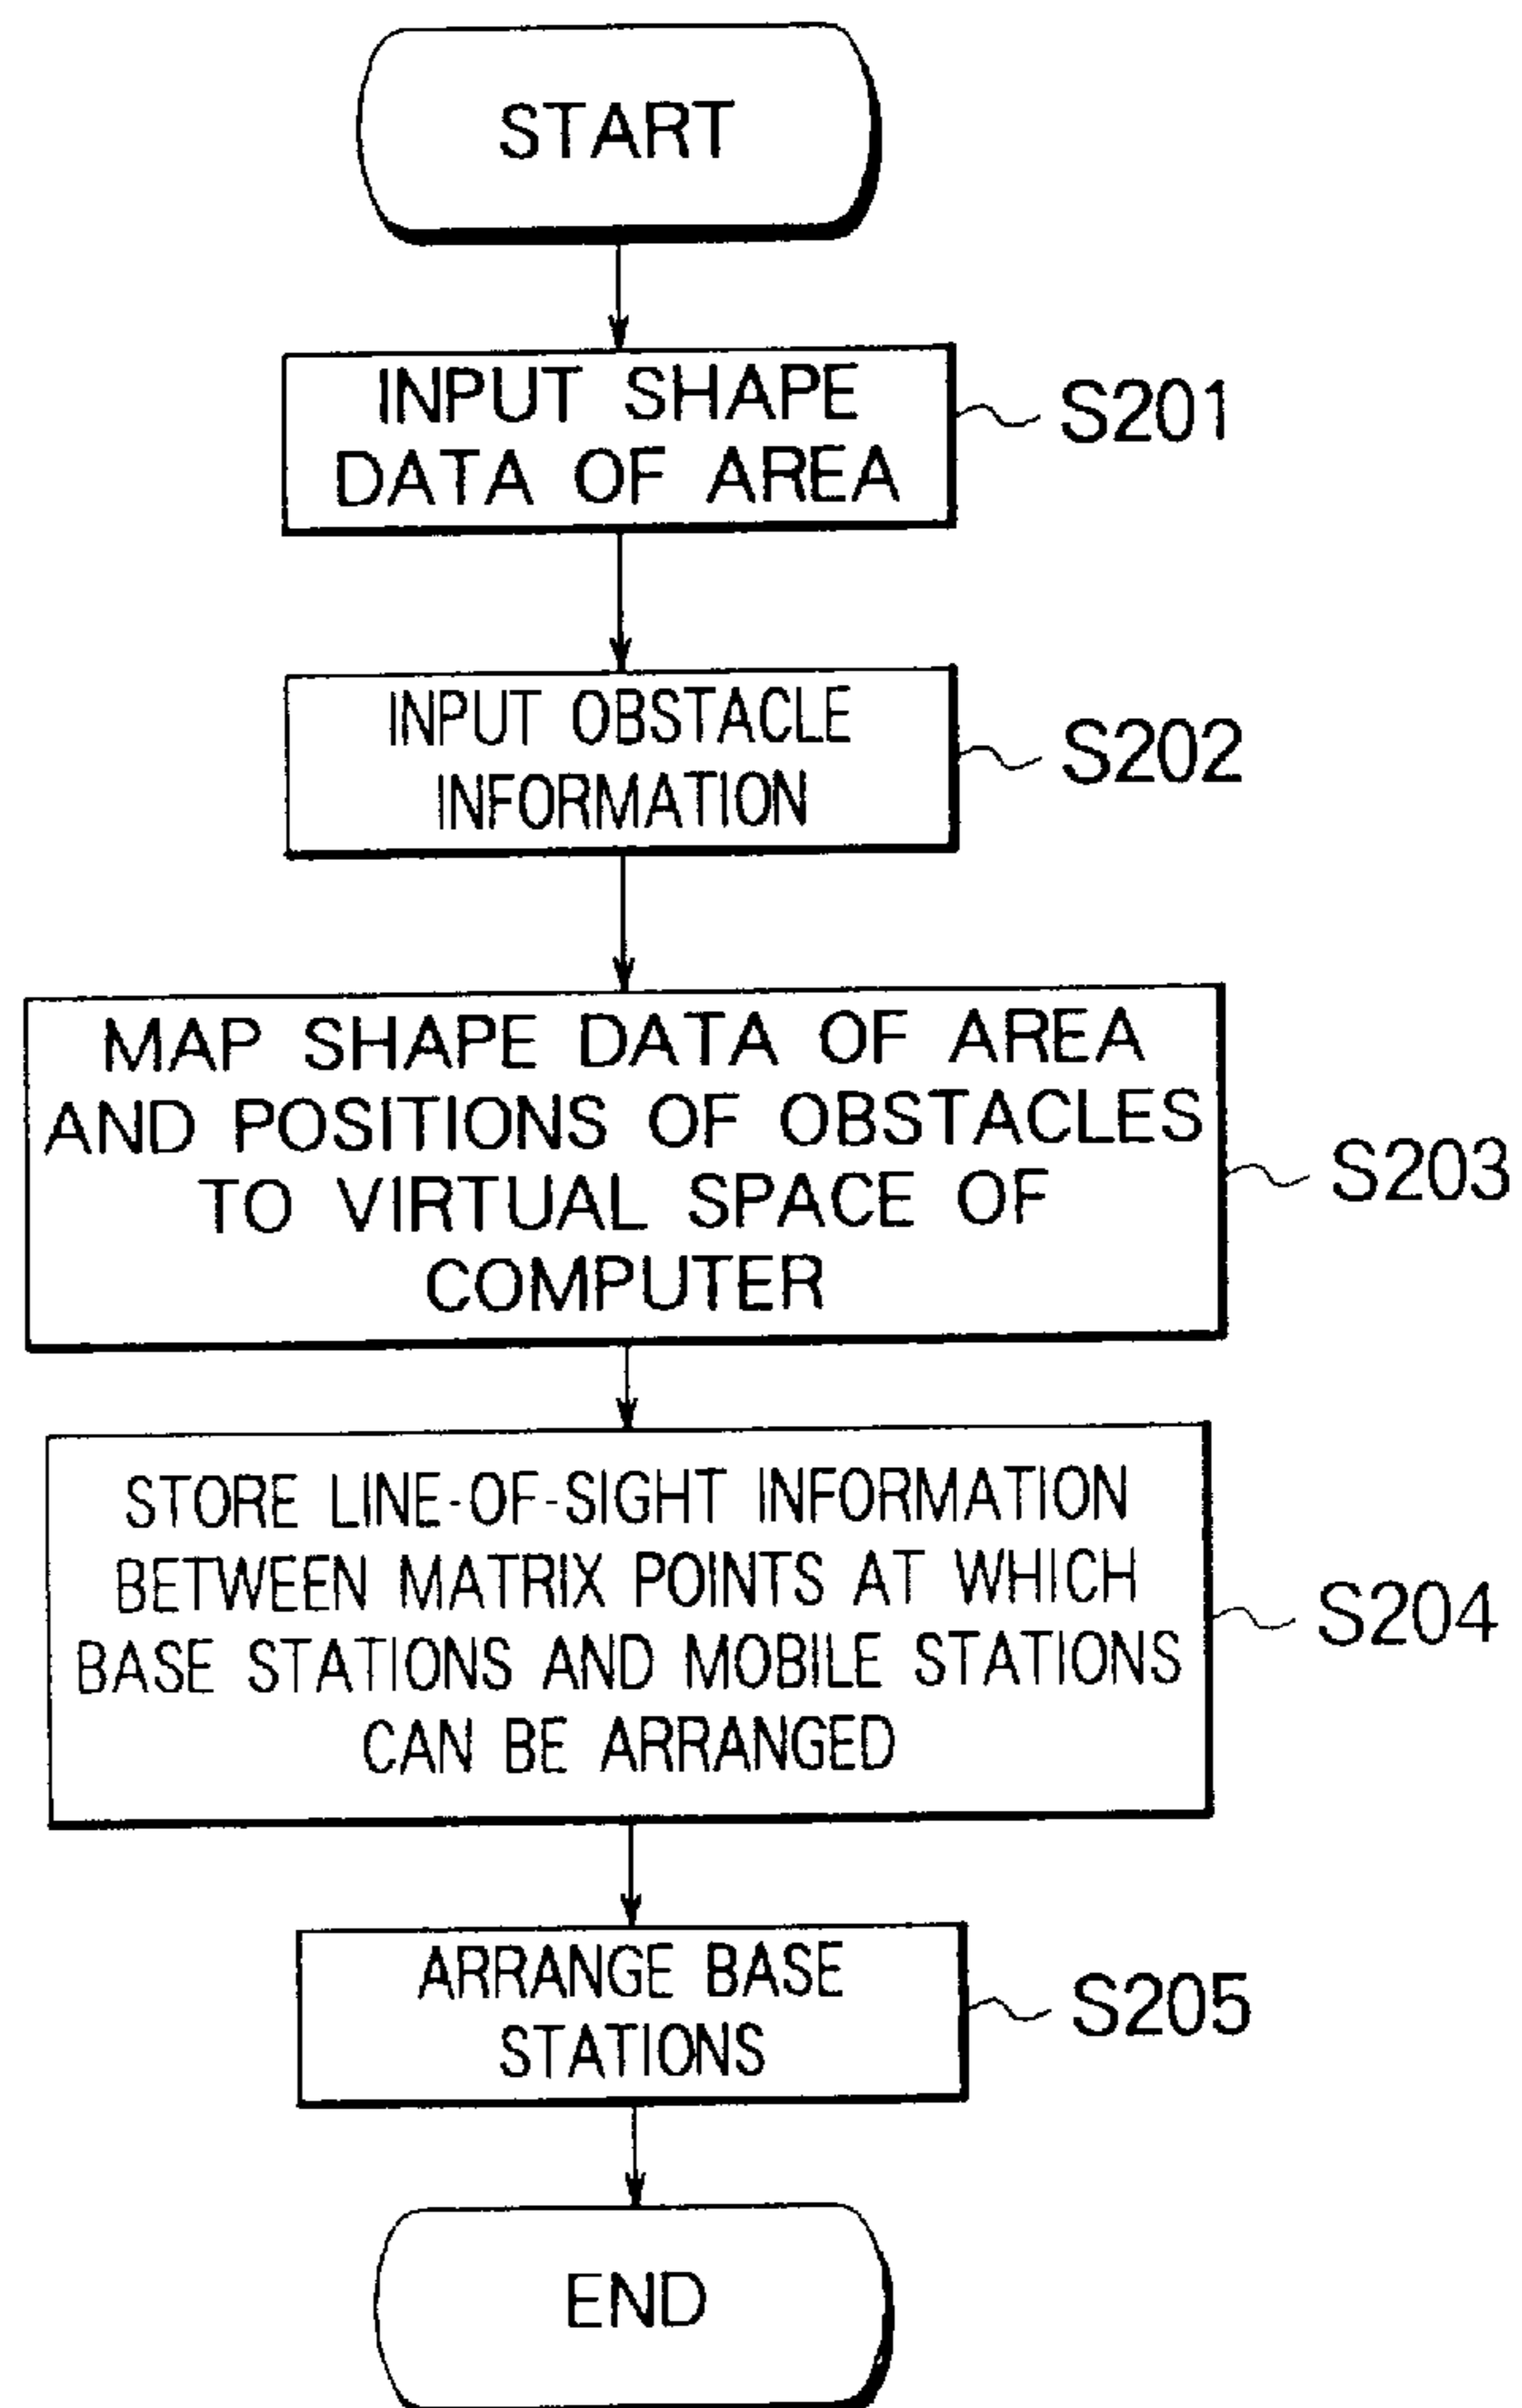 START
INPUT SHAPE
DATA OF AREA
S201
INPUT OBSTACLE
INFORMATION
S202
MAP SHAPE DATA OF AREA
AND POSITIONS OF OBSTACLES
TO VIRTUAL SPACE OF
COMPUTER
S203
STORE LINE-OF-SIGHT INFORMATION
BETWEEN MATRIX POINTS AT WHICH
BASE STATIONS AND MOBILE STATIONS
CAN BE ARRANGED
S204
ARRANGE BASE
STATIONS
S205
END